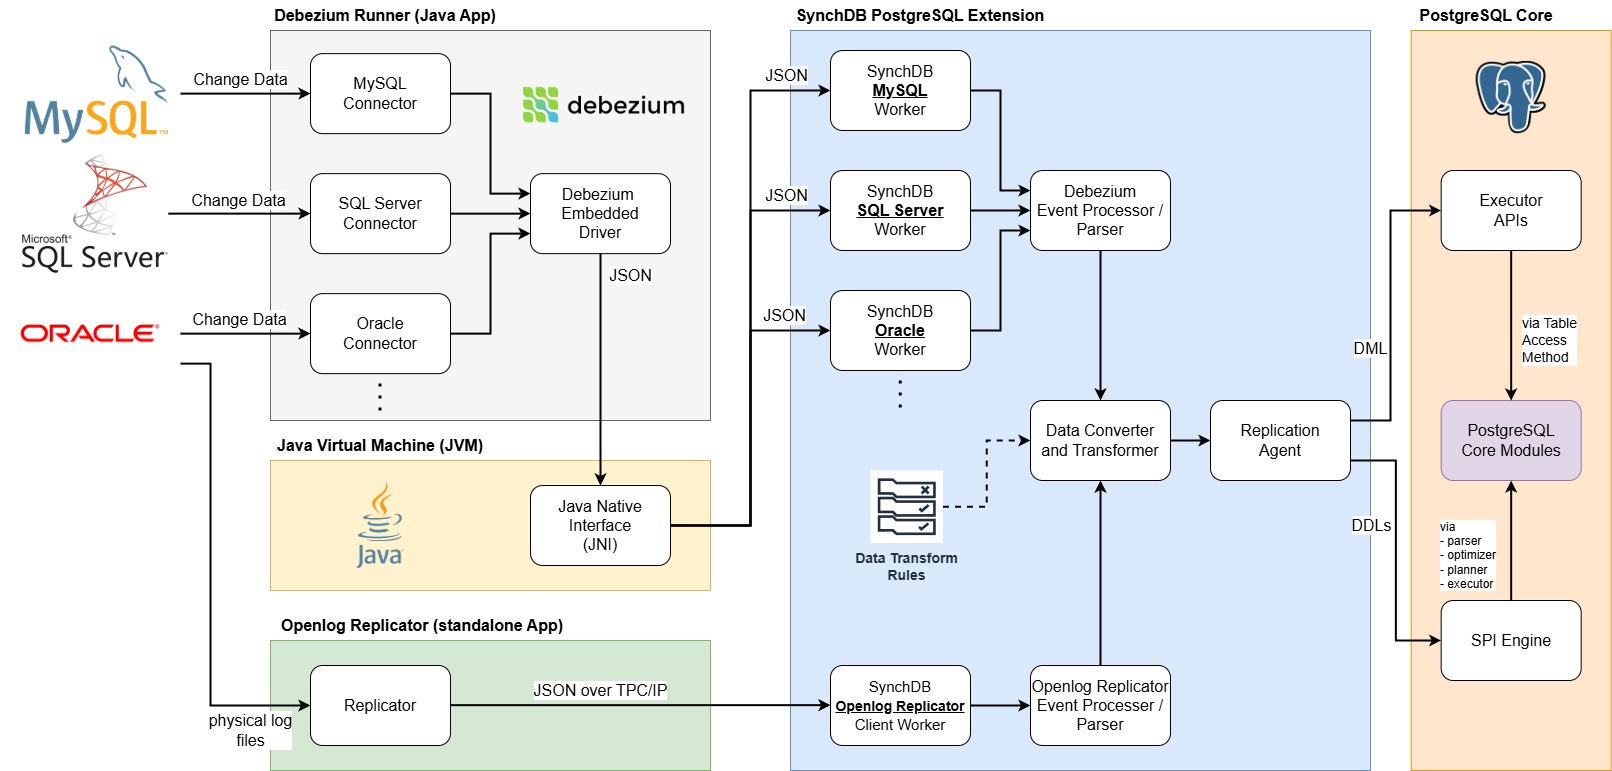 Debezium Runner (Java App)
SynchDB PostgreSQL Extension
PostgreSQL Core
MySQL™
Change Data
MySQL
Connector
debezium
Microsoft®
SQL Server
Change Data
SQL Server
Connector
Debezium
Embedded
Driver
ORACLE®
Change Data
Oracle
Connector
JSON
Java Virtual Machine (JVM)
Java™
Java Native
Interface
(JNI)
Openlog Replicator (standalone App)
physical log
files
Replicator
JSON over TPC/IP
JSON
SynchDB
MySQL
Worker
JSON
SynchDB
SQL Server
Worker
JSON
SynchDB
Oracle
Worker
Debezium
Event Processor /
Parser
Data Converter
and Transformer
Replication
Agent
Data Transform
Rules
SynchDB
Openlog Replicator
Client Worker
Openlog Replicator
Event Processer /
Parser
DML
DDLs
Executor
APIs
via Table
Access
Method
PostgreSQL
Core Modules
via
- parser
- optimizer
- planner
- executor
SPI Engine